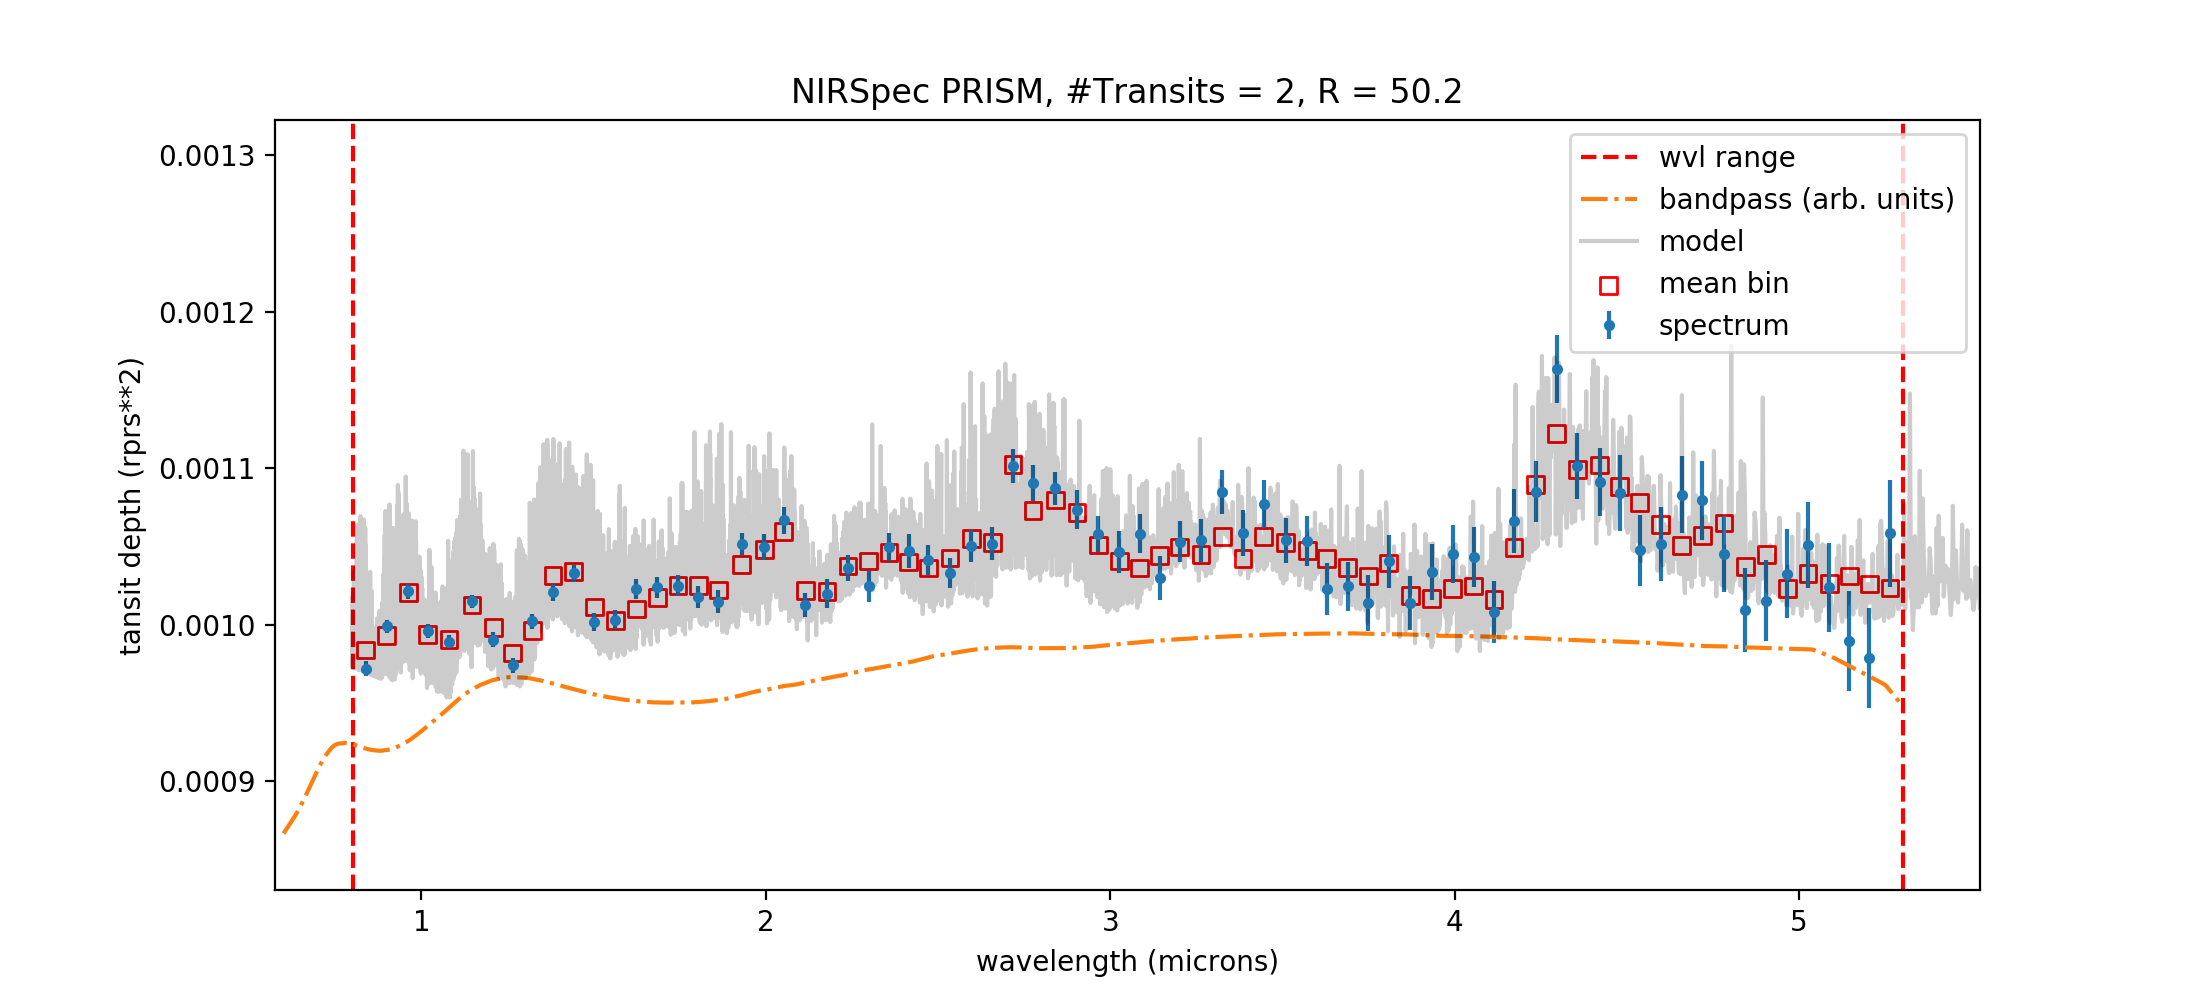 NIRSpec PRISM, #Transits = 2, R = 50.2
wvl range
bandpass (arb. units)
model
mean bin
spectrum
0.0013
0.0012
0.0011
0.0010
0.0009
tansit depth (rprs**2)
1 2 3 4 5
wavelength (microns)